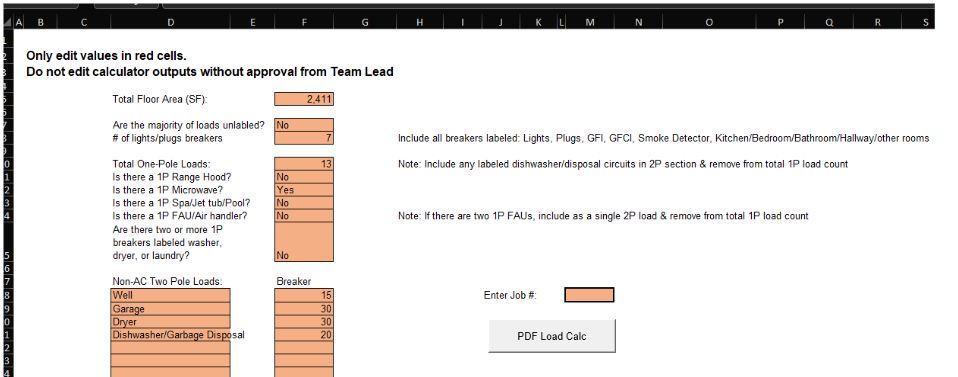 A B C D E F G H I J K L M N O P Q R S
Only edit values in red cells.
Do not edit calculator outputs without approval from Team Lead
Total Floor Area (SF): 2,411
Are the majority of loads unlabled? No
# of lights/plugs breakers 7 Include all breakers labeled: Lights, Plugs, GFI, GFCI, Smoke Detector, Kitchen/Bedroom/Bathroom/Hallway/other rooms
Total One-Pole Loads: 13 Note: Include any labeled dishwasher/disposal circuits in 2P section & remove from total 1P load count
Is there a 1P Range Hood? No
Is there a 1P Microwave? Yes
Is there a 1P Spa/Jet tub/Pool? No
Is there a 1P FAU/Air handler? No Note: If there are two 1P FAUs, include as a single 2P load & remove from total 1P load count
Are there two or more 1P
breakers labeled washer,
dryer, or laundry? No
Non-AC Two Pole Loads: Breaker
Well 15 Enter Job #:
Garage 30
Dryer 30
Dishwasher/Garbage Disposal 20 PDF Load Calc